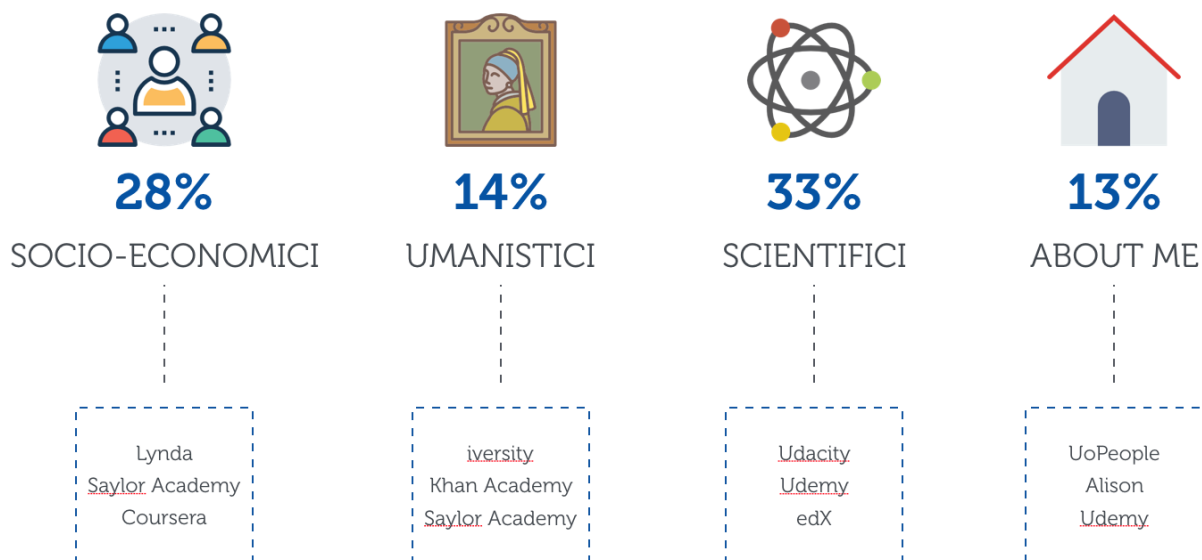 28%
SOCIO-ECONOMICI
Lynda
Saylor Academy
Coursera
14%
UMANISTICI
iversity
Khan Academy
Saylor Academy
33%
SCIENTIFICI
Udacity
Udemy
edX
13%
ABOUT ME
UoPeople
Alison
Udemy